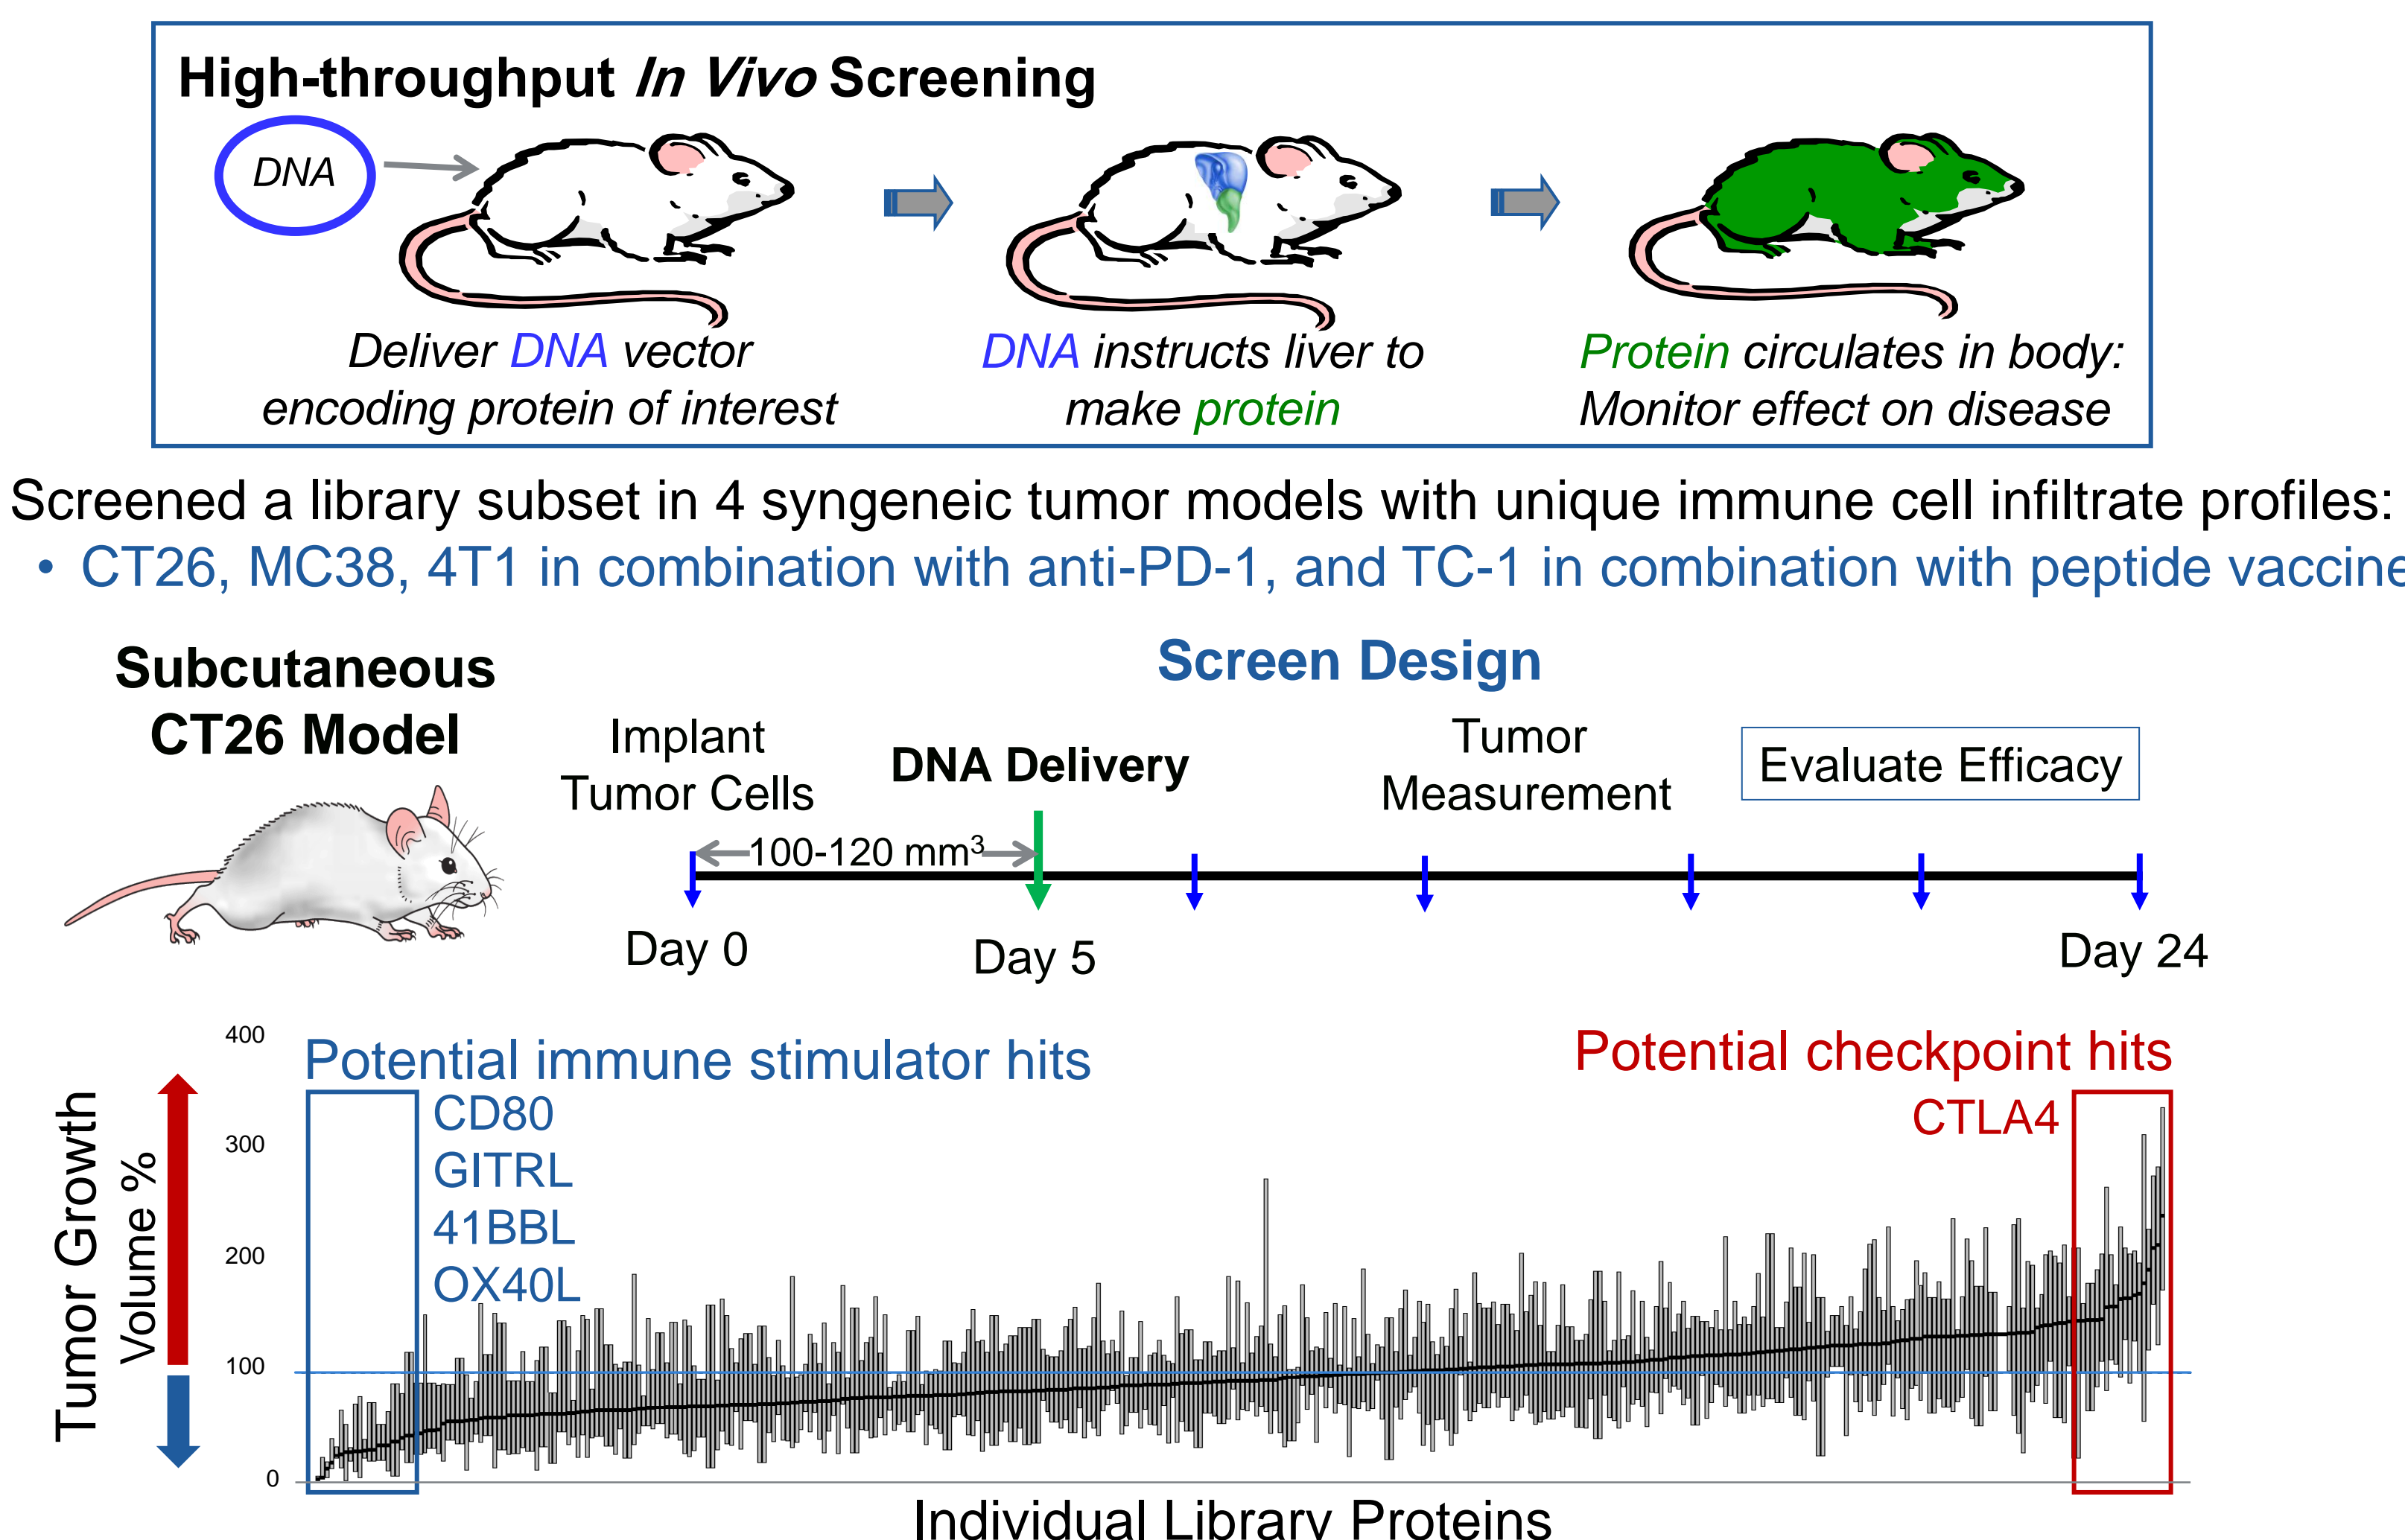 High-throughput In Vivo Screening
DNA
Deliver DNA vector
encoding protein of interest
DNA instructs liver to
make protein
Protein circulates in body:
Monitor effect on disease
Screened a library subset in 4 syngeneic tumor models with unique immune cell infiltrate profiles:
• CT26, MC38, 4T1 in combination with anti-PD-1, and TC-1 in combination with peptide vaccine
Subcutaneous
CT26 Model
Screen Design
Implant
Tumor Cells
DNA Delivery
Tumor
Measurement
Evaluate Efficacy
100-120 mm³
Day 0
Day 5
Day 24
Potential immune stimulator hits
CD80
GITRL
41BBL
OX40L
Potential checkpoint hits
CTLA4
Tumor Growth
Volume %
400
300
200
100
0
Individual Library Proteins